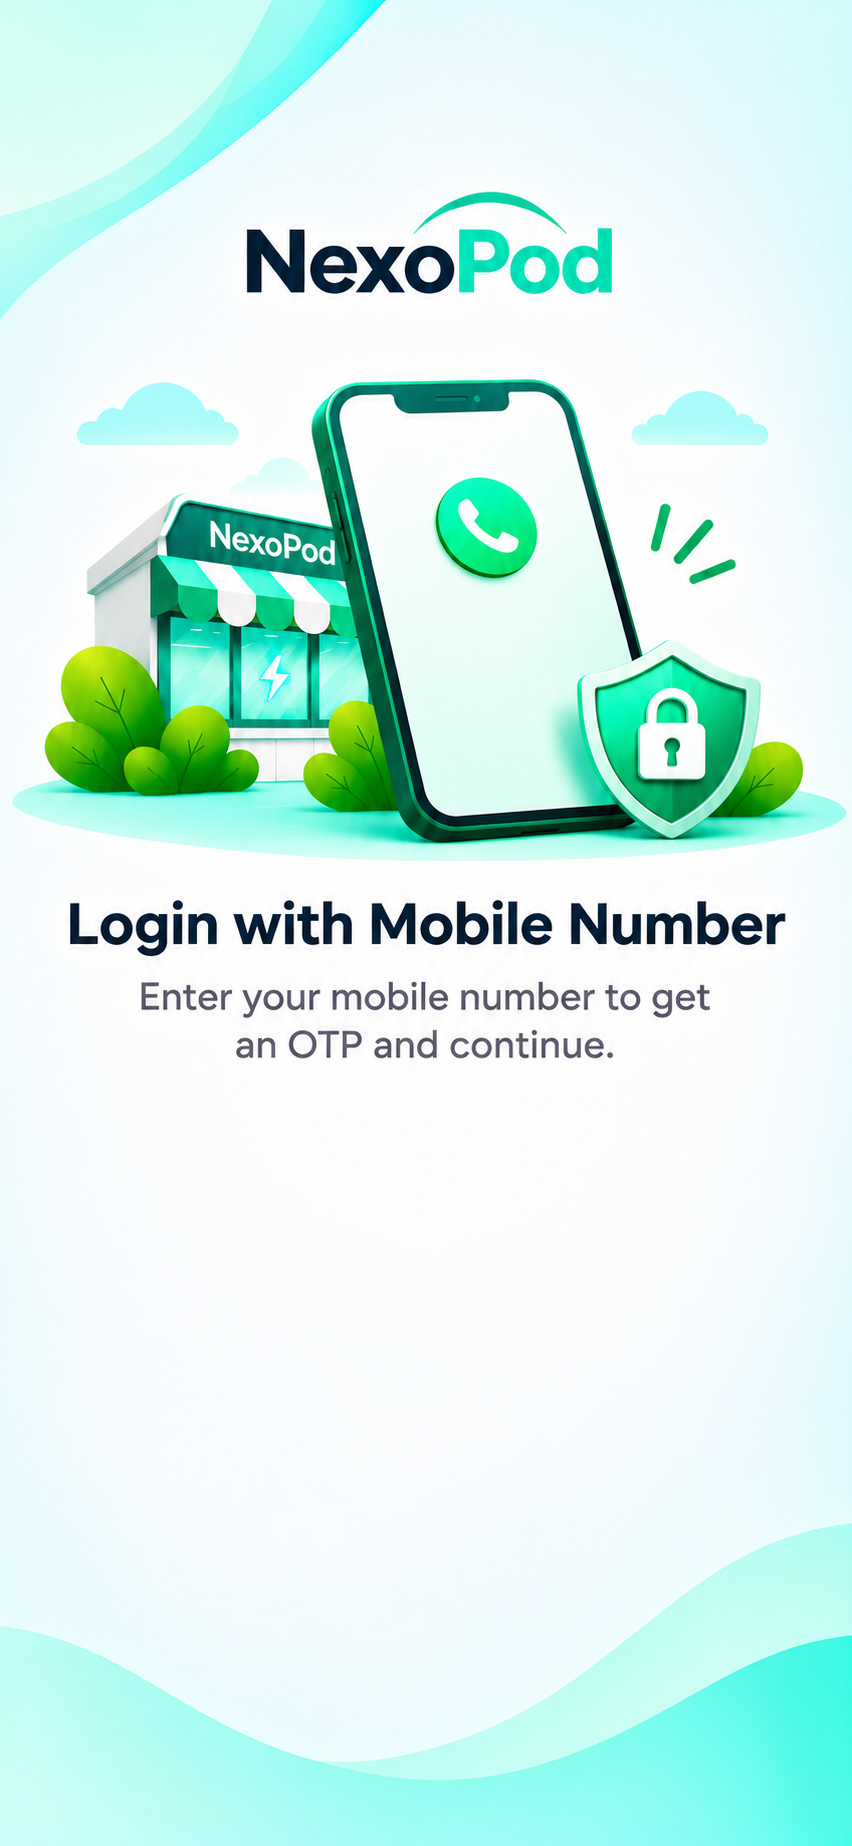 NexoPod
NexoPod
Login with Mobile Number
Enter your mobile number to get
an OTP and continue.